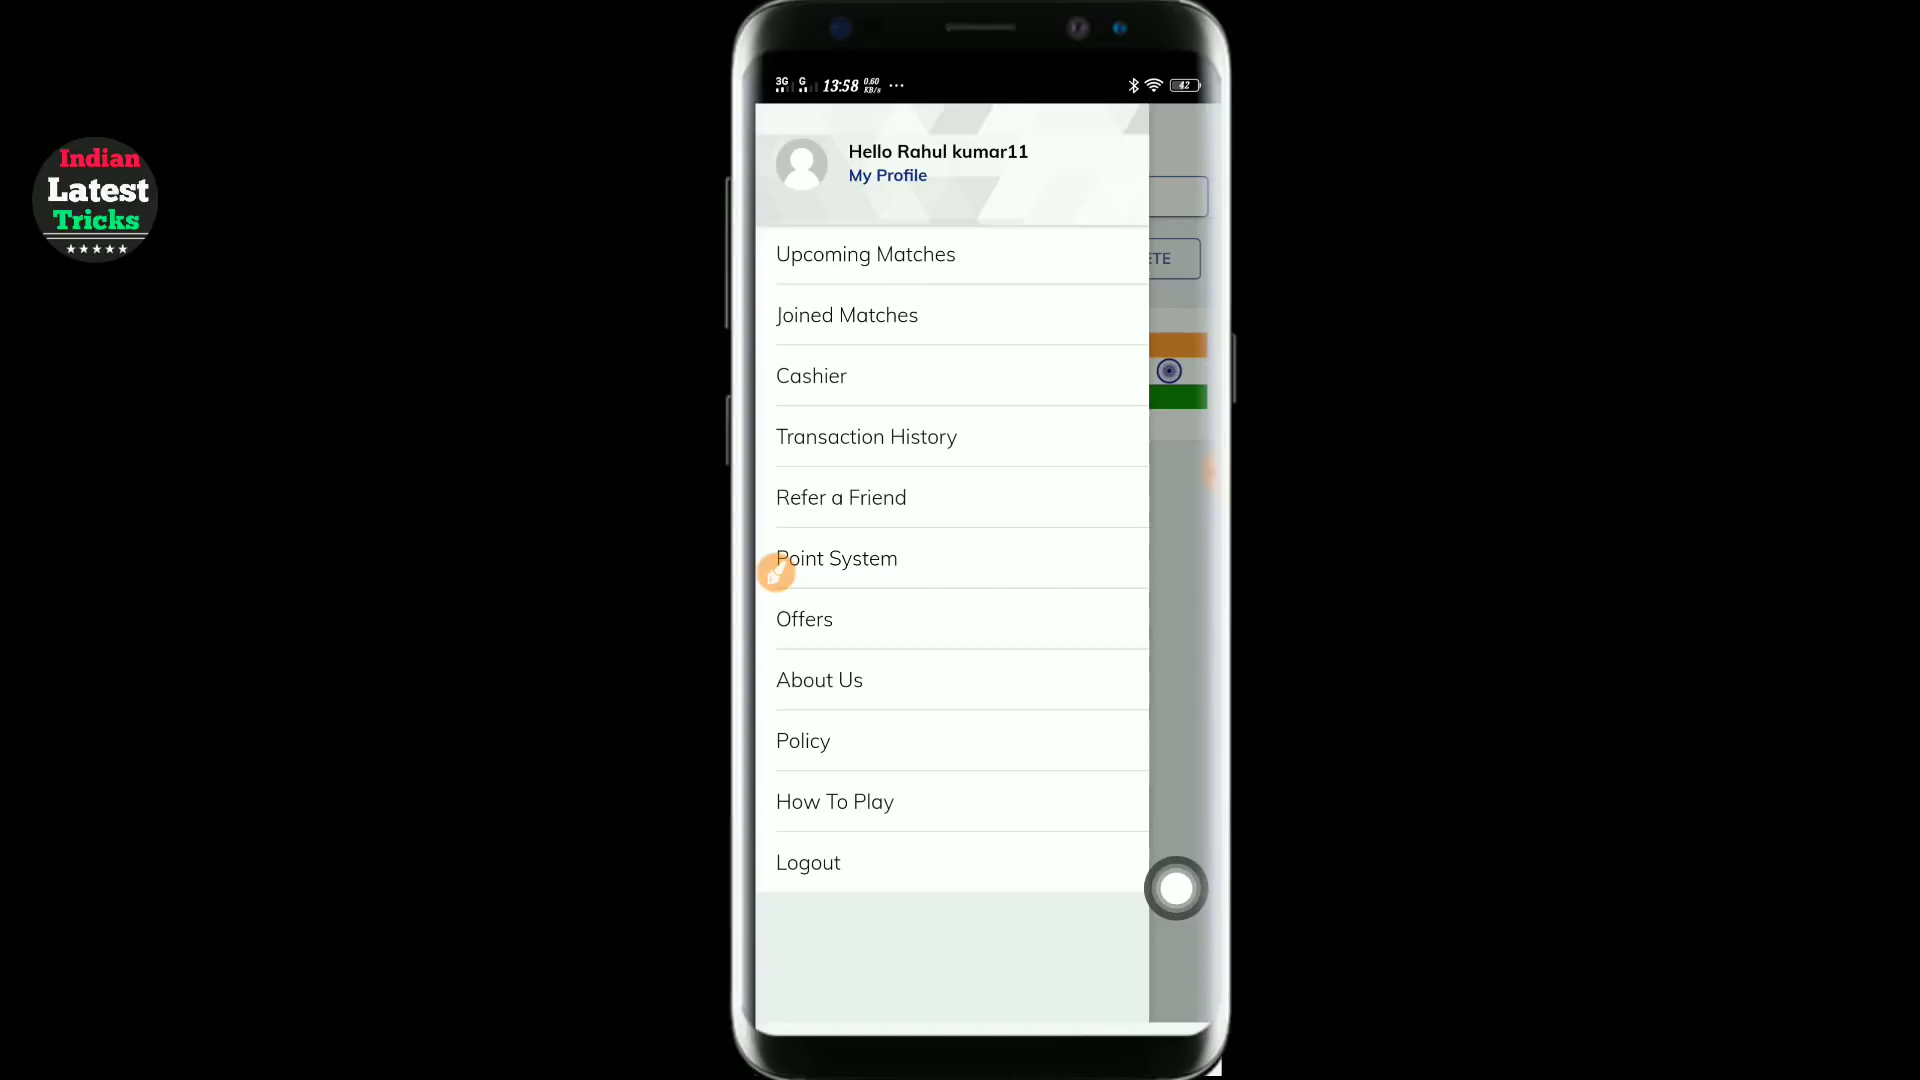 Indian
Latest
Tricks
3G G 13:58 0.60 KB/s ... 42
Hello Rahul kumar11
My Profile
Upcoming Matches
Joined Matches
Cashier
Transaction History
Refer a Friend
Point System
Offers
About Us
Policy
How To Play
Logout
ETE